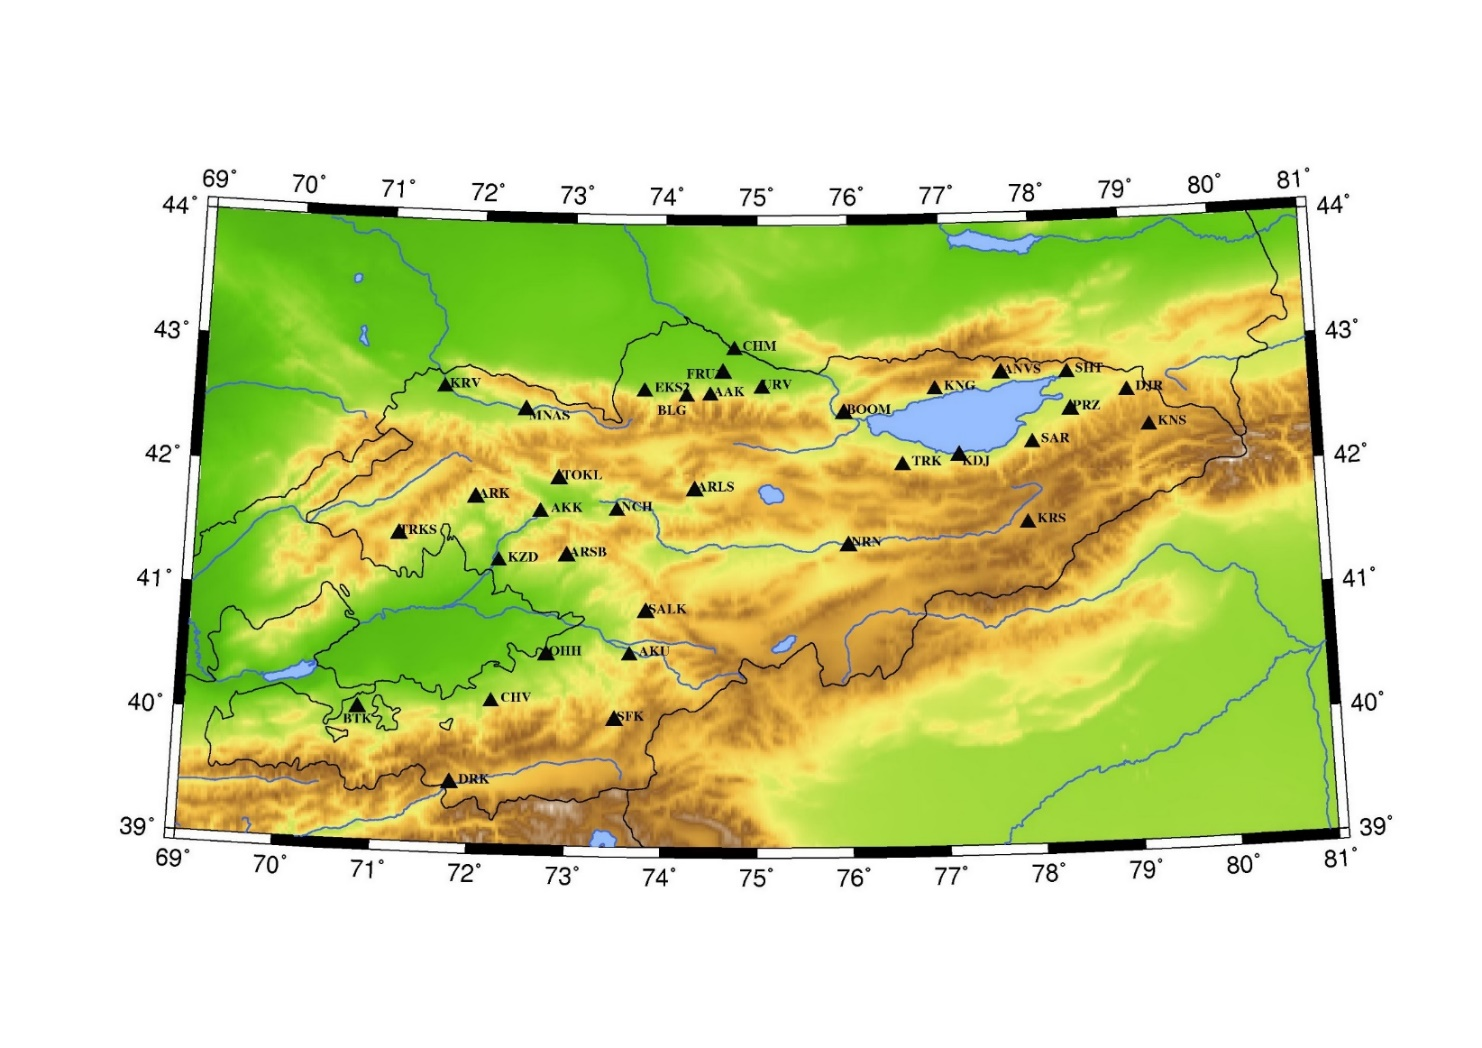 69° 70° 71° 72° 73° 74° 75° 76° 77° 78° 79° 80° 81°
44° 44°
43° 43°
CHM
FRU
ANVS SHT
KRV EKS2 AAK URV KNG DJR
BLG
MNAS BOOM PRZ KNS
SAR
42° 42°
TRK KDJ
TOKL
ARK ARLS
AKK NCH
TRKS KRS
NRN
KZD ARSB
41° 41°
SALK
OHH AKU
CHV
40° 40°
BTK SFK
DRK
39° 39°
69° 70° 71° 72° 73° 74° 75° 76° 77° 78° 79° 80° 81°